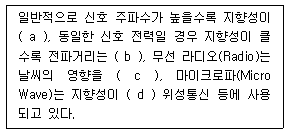 일반적으로 신호 주파수가 높을수록 지향성이
( a ), 동일한 신호 전력일 경우 지향성이 클
수록 전파거리는 ( b ), 무선 라디오(Radio)는
날씨의 영향을 ( c ), 마이크로파(Micro
Wave)는 지향성이 ( d ) 위성통신 등에 사용
되고 있다.